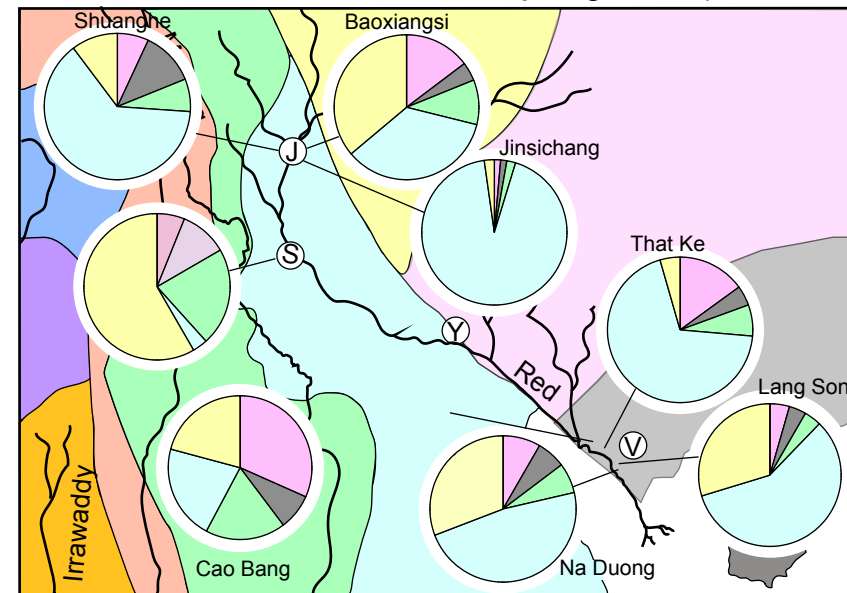 Shuanghe
Baoxiangsi
J
Jinsichang
That Ke
S
Y
Red
Lang Son
V
Irrawaddy
Cao Bang
Na Duong